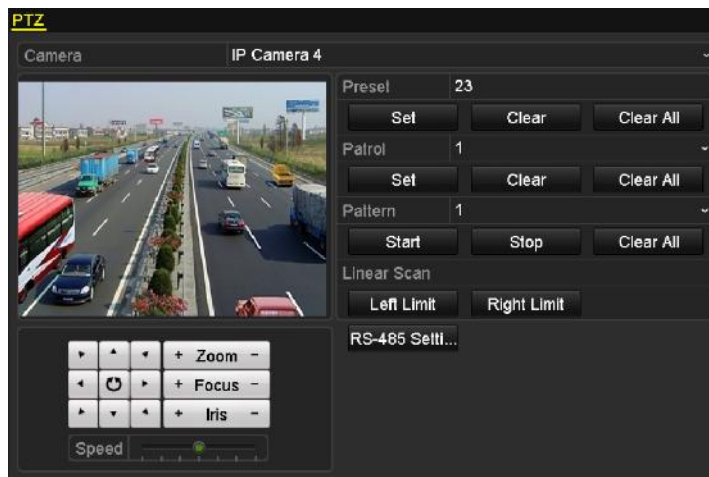 PTZ
Camera IP Camera 4
Preset 23
Set Clear Clear All
Patrol 1
Set Clear Clear All
Pattern 1
Start Stop Clear All
Linear Scan
Left Limit Right Limit
RS-485 Setti...
+ Zoom -
+ Focus -
+ Iris -
Speed